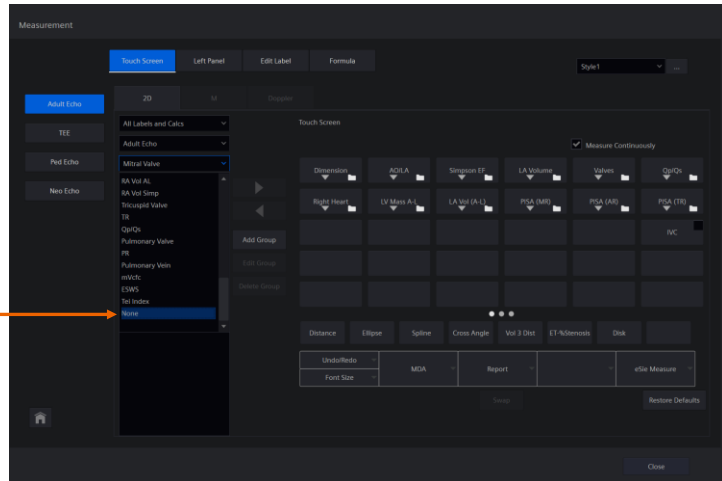 Measurement
Touch Screen Left Panel Edit Label Formula
Style1 ...
Adult Echo
TEE
Ped Echo
Neo Echo
2D M Doppler
All Labels and Calcs
Adult Echo
Mitral Valve
RA Vol AL
RA Vol Simp
Tricuspid Valve
TR
Qp/Qs
Pulmonary Valve
PR
Pulmonary Vein
mVcfc
ESWS
Tei Index
None
Add Group
Edit Group
Delete Group
Touch Screen
Measure Continuously
Dimension AO/LA Simpson EF LA Volume Valves Qp/Qs
Right Heart LV Mass A-L LA Vol (A-L) PISA (MR) PISA (AR) PISA (TR)
IVC
Distance Ellipse Spline Cross Angle Vol 3 Dist ET-%Stenosis Disk
Undo/Redo MDA Report eSie Measure
Font Size
Swap Restore Defaults
Close